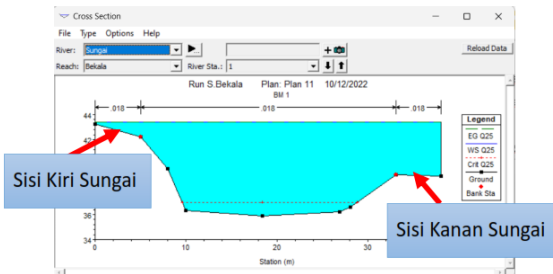 Cross Section
File Type Options Help
River: Sungai
Reload Data
Reach: Bekala River Sta.: 1
Run S.Bekala Plan: Plan 11 10/12/2022
BM 1
.018 .018 .018
44
42
36
34
0 10 20 30
Station (m)
Legend
EG Q25
WS Q25
Crit Q25
Ground
Bank Sta
Sisi Kiri Sungai
Sisi Kanan Sungai